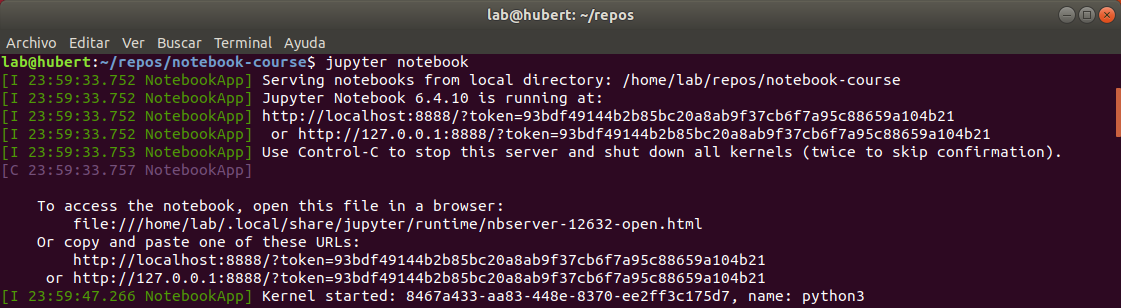 lab@hubert: ~/repos
Archivo Editar Ver Buscar Terminal Ayuda
lab@hubert:~/repos/notebook-course$ jupyter notebook
[I 23:59:33.752 NotebookApp] Serving notebooks from local directory: /home/lab/repos/notebook-course
[I 23:59:33.752 NotebookApp] Jupyter Notebook 6.4.10 is running at:
[I 23:59:33.752 NotebookApp] http://localhost:8888/?token=93bdf49144b2b85bc20a8ab9f37cb6f7a95c88659a104b21
[I 23:59:33.752 NotebookApp]  or http://127.0.0.1:8888/?token=93bdf49144b2b85bc20a8ab9f37cb6f7a95c88659a104b21
[I 23:59:33.753 NotebookApp] Use Control-C to stop this server and shut down all kernels (twice to skip confirmation).
[C 23:59:33.757 NotebookApp]
To access the notebook, open this file in a browser:
file:///home/lab/.local/share/jupyter/runtime/nbserver-12632-open.html
Or copy and paste one of these URLs:
http://localhost:8888/?token=93bdf49144b2b85bc20a8ab9f37cb6f7a95c88659a104b21
or http://127.0.0.1:8888/?token=93bdf49144b2b85bc20a8ab9f37cb6f7a95c88659a104b21
[I 23:59:47.266 NotebookApp] Kernel started: 8467a433-aa83-448e-8370-ee2ff3c175d7, name: python3